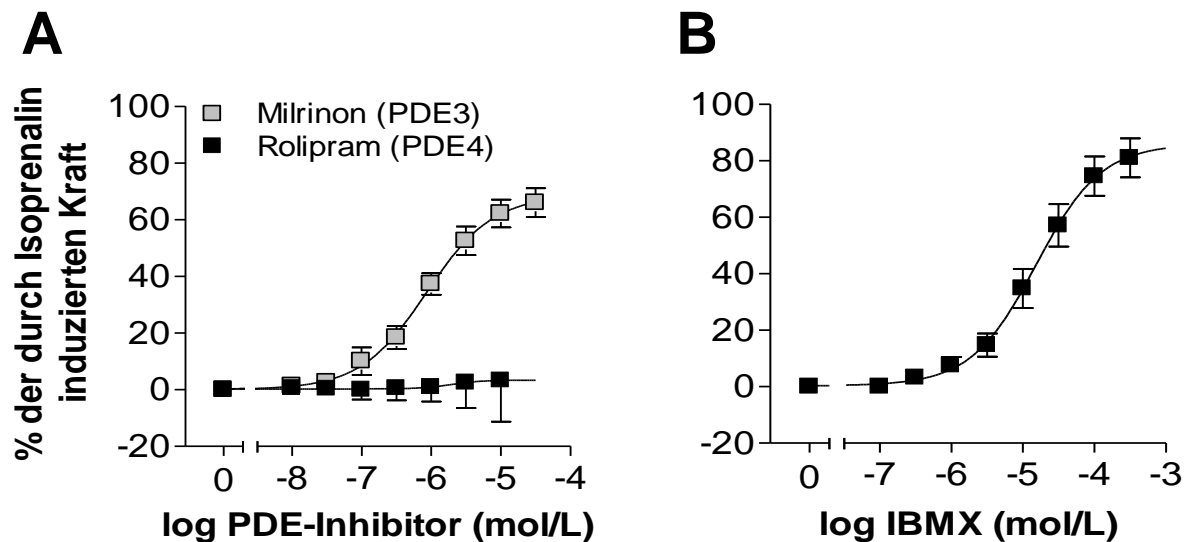 A
B
% der durch Isoprenalin
induzierten Kraft
100
80
60
40
20
0
-20
Milrinon (PDE3)
Rolipram (PDE4)
0 -8 -7 -6 -5 -4
log PDE-Inhibitor (mol/L)
100
80
60
40
20
0
-20
0 -7 -6 -5 -4 -3
log IBMX (mol/L)